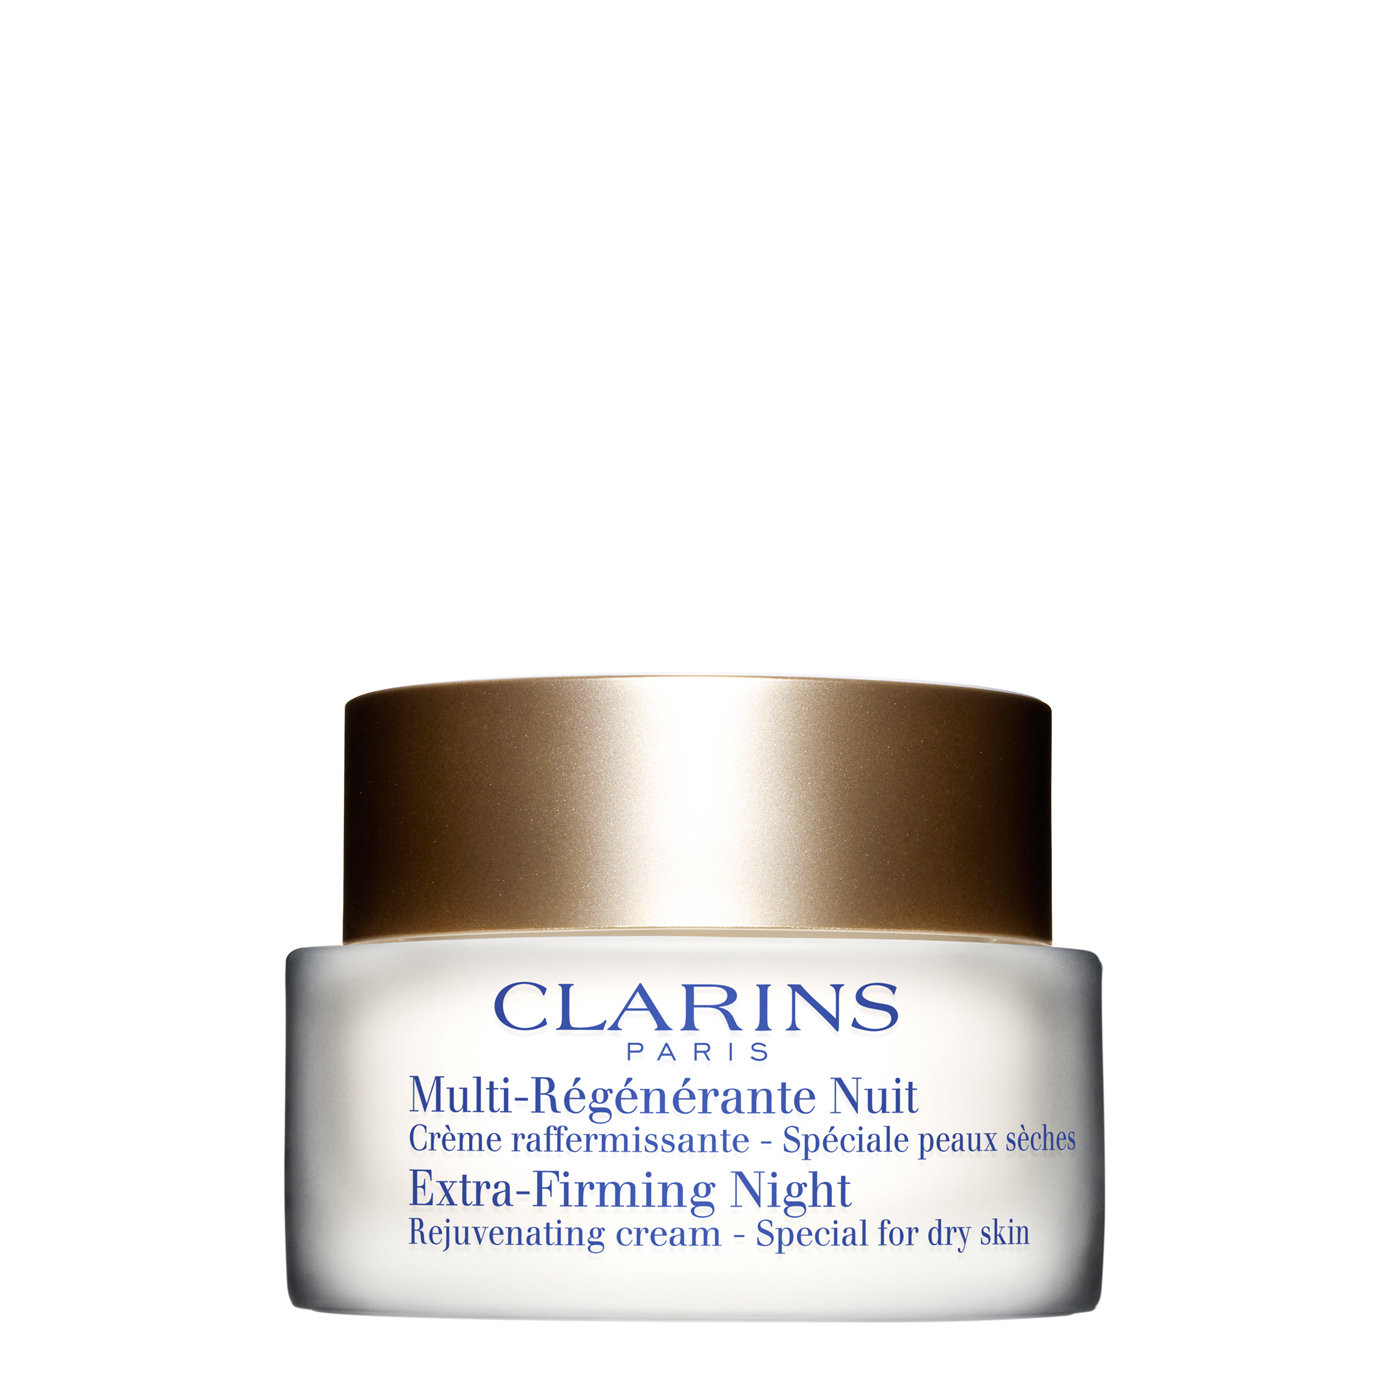 CLARINS
PARIS
Multi-Régénérante Nuit
Crème raffermissante - Spéciale peaux sèches
Extra-Firming Night
Rejuvenating cream - Special for dry skin